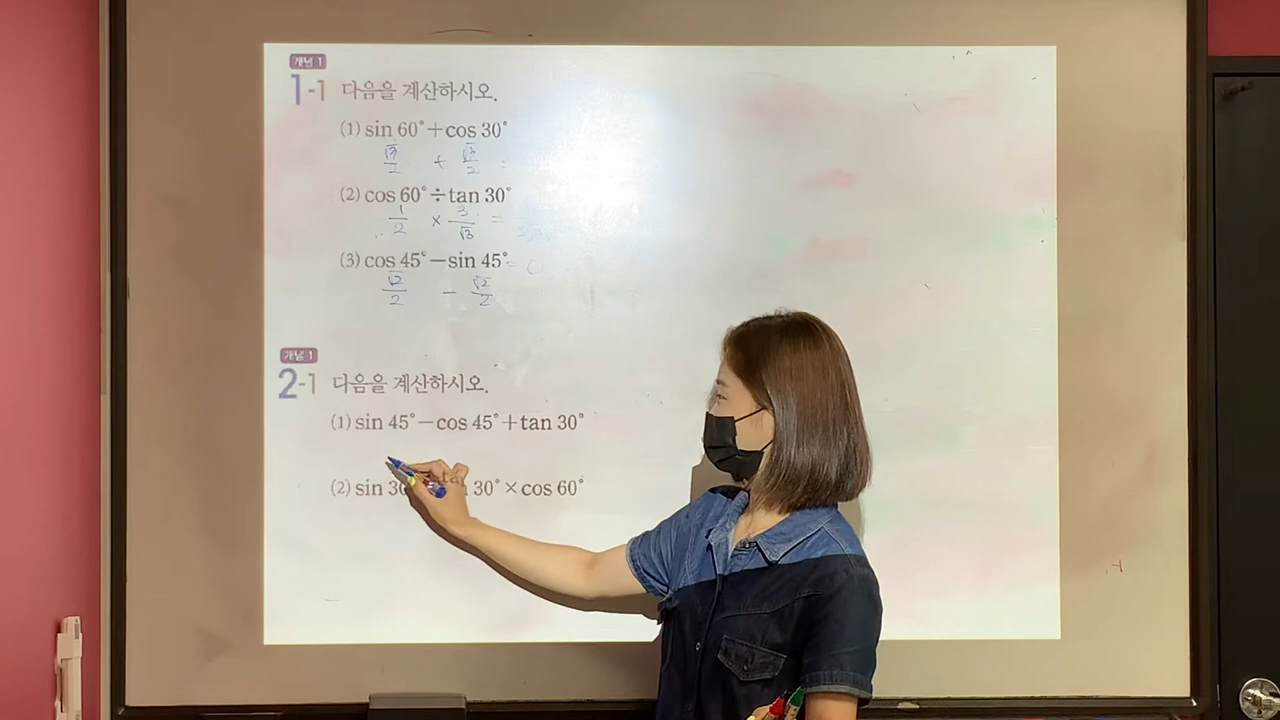 개념 1
1-1 다음을 계산하시오.
(1) sin 60°+cos 30°
√3/2 + √3/2 =
(2) cos 60°÷tan 30°
1/2 × 3/√3 =
(3) cos 45°−sin 45° = 0
√2/2 − √2/2
개념 1
2-1 다음을 계산하시오.
(1) sin 45°−cos 45°+tan 30°
(2) sin 30° ×cos 60°